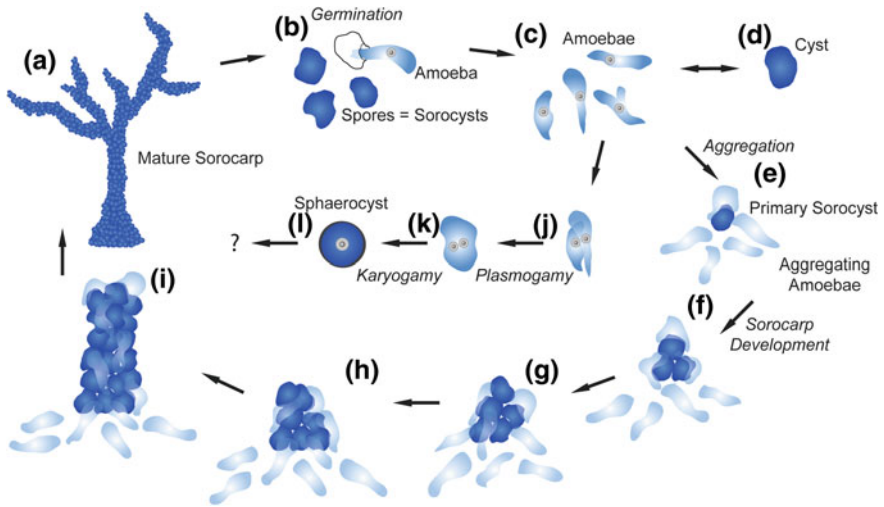 (a)
Mature Sorocarp
(b)
Germination
Amoeba
Spores = Sorocysts
(c)
Amoebae
(d)
Cyst
Aggregation
(e)
Primary Sorocyst
Aggregating
Amoebae
(f)
Sorocarp
Development
(g)
(h)
(i)
(j)
Plasmogamy
(k)
Karyogamy
Sphaerocyst
(l)
?